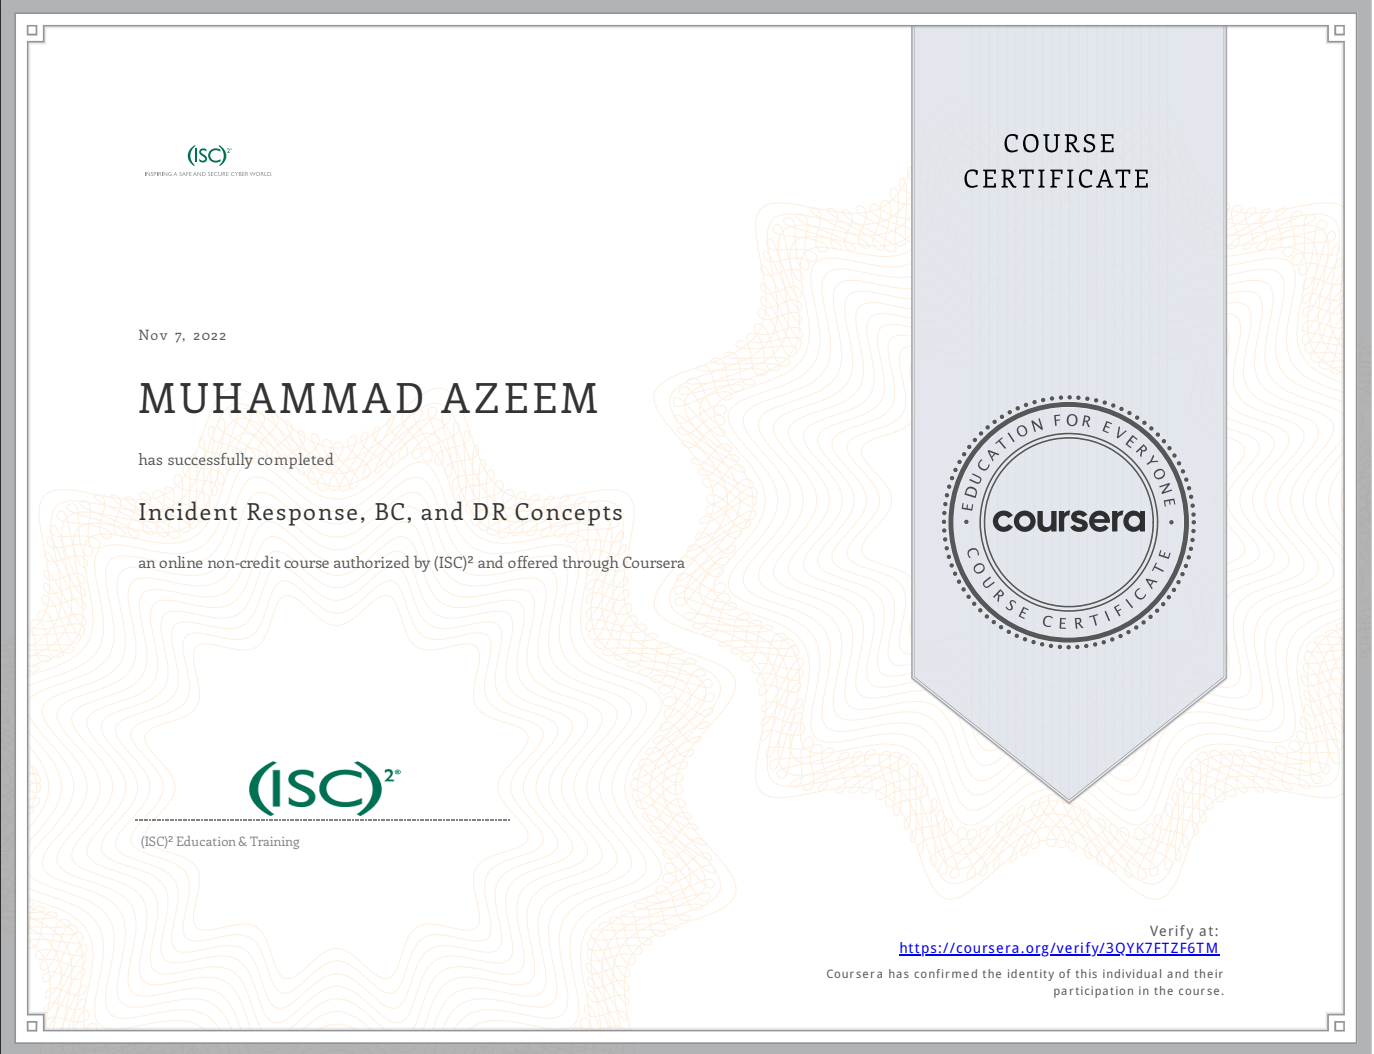 (ISC)²
INSPIRING A SAFE AND SECURE CYBER WORLD.
COURSE
CERTIFICATE
Nov 7, 2022
MUHAMMAD AZEEM
has successfully completed
Incident Response, BC, and DR Concepts
an online non-credit course authorized by (ISC)² and offered through Coursera
EDUCATION FOR EVERYONE
coursera
COURSE CERTIFICATE
(ISC)²®
(ISC)² Education & Training
Verify at:
https://coursera.org/verify/3QYK7FTZF6TM
Coursera has confirmed the identity of this individual and their
participation in the course.